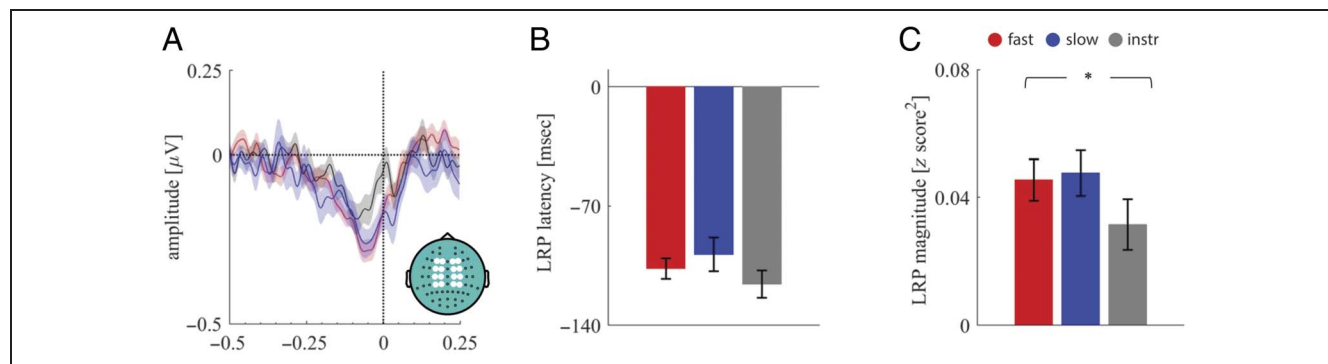 A
0.25
0
−0.5
amplitude [μV]
−0.5
−0.25
0
0.25
B
0
−70
−140
LRP latency [msec]
C
fast
slow
instr
*
0.08
0.04
0
LRP magnitude [z score²]